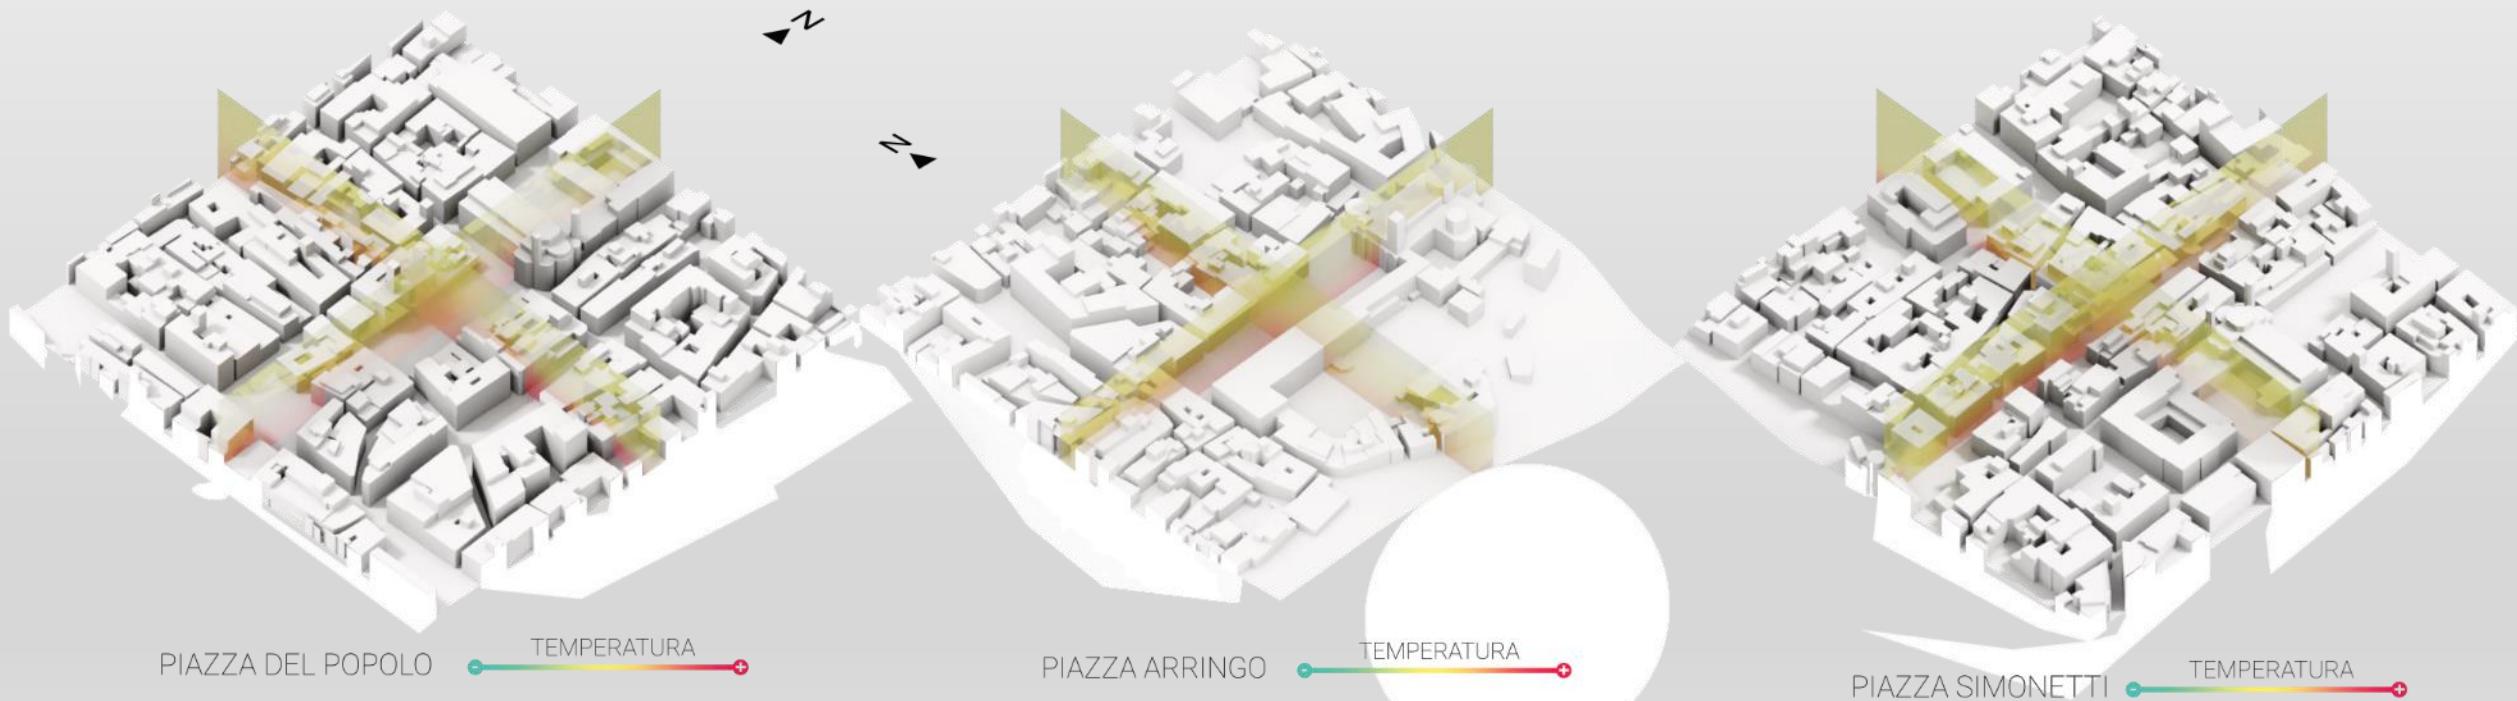 N
N
PIAZZA DEL POPOLO
TEMPERATURA
- +
PIAZZA ARRINGO
TEMPERATURA
- +
PIAZZA SIMONETTI
TEMPERATURA
- +